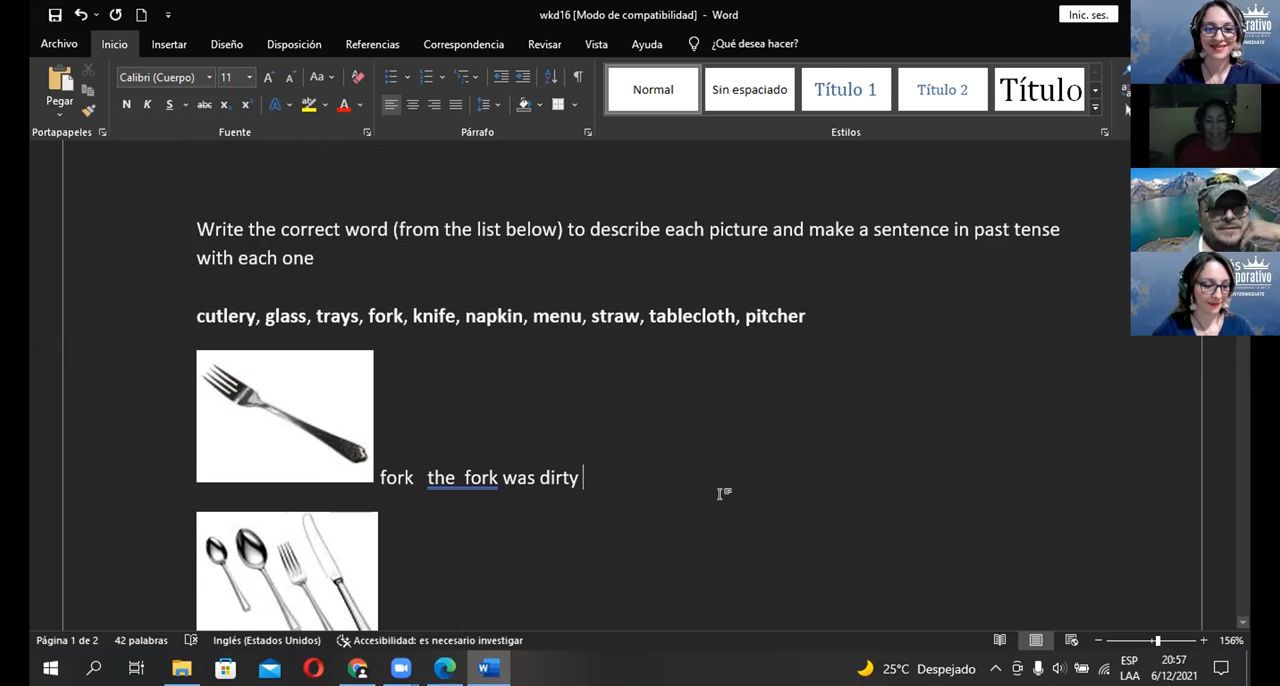 wkd16 [Modo de compatibilidad] - Word
Inic. ses.
Archivo Inicio Insertar Diseño Disposición Referencias Correspondencia Revisar Vista Ayuda ¿Qué desea hacer?
Pegar
Calibri (Cuerpo) 11
Normal
Sin espaciado
Título 1
Título 2
Título
Portapapeles Fuente Párrafo Estilos
Write the correct word (from the list below) to describe each picture and make a sentence in past tense
with each one
cutlery, glass, trays, fork, knife, napkin, menu, straw, tablecloth, pitcher
fork the fork was dirty
Página 1 de 2 42 palabras Inglés (Estados Unidos) Accesibilidad: es necesario investigar 156%
25°C Despejado
ESP
LAA
20:57
6/12/2021